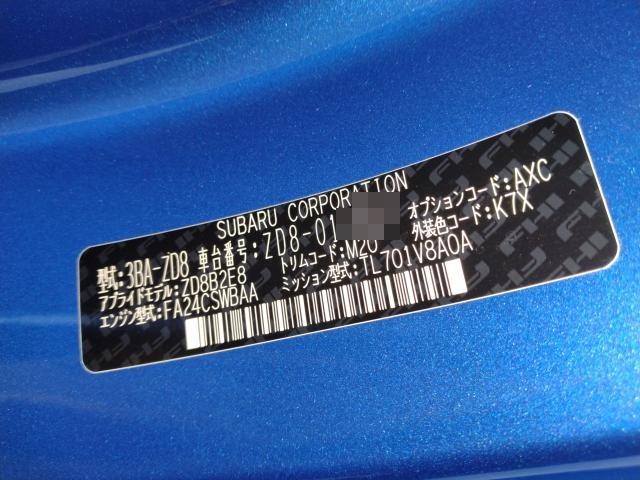 SUBARU CORPORATION
型式: 3BA-ZD8 車台番号: ZD8-01 オプションコード: AXC
アプライドモデル: ZD8B2E8 トリムコード: M20 外装色コード: K7X
エンジン型式: FA24CSWBAA ミッション型式: TL701V8A0A